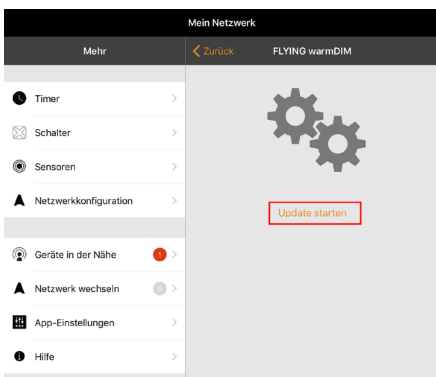 Mein Netzwerk
Mehr
Zurück
FLYING warmDIM
Timer
Schalter
Sensoren
Netzwerkkonfiguration
Update starten
Geräte in der Nähe
1
Netzwerk wechseln
App-Einstellungen
Hilfe